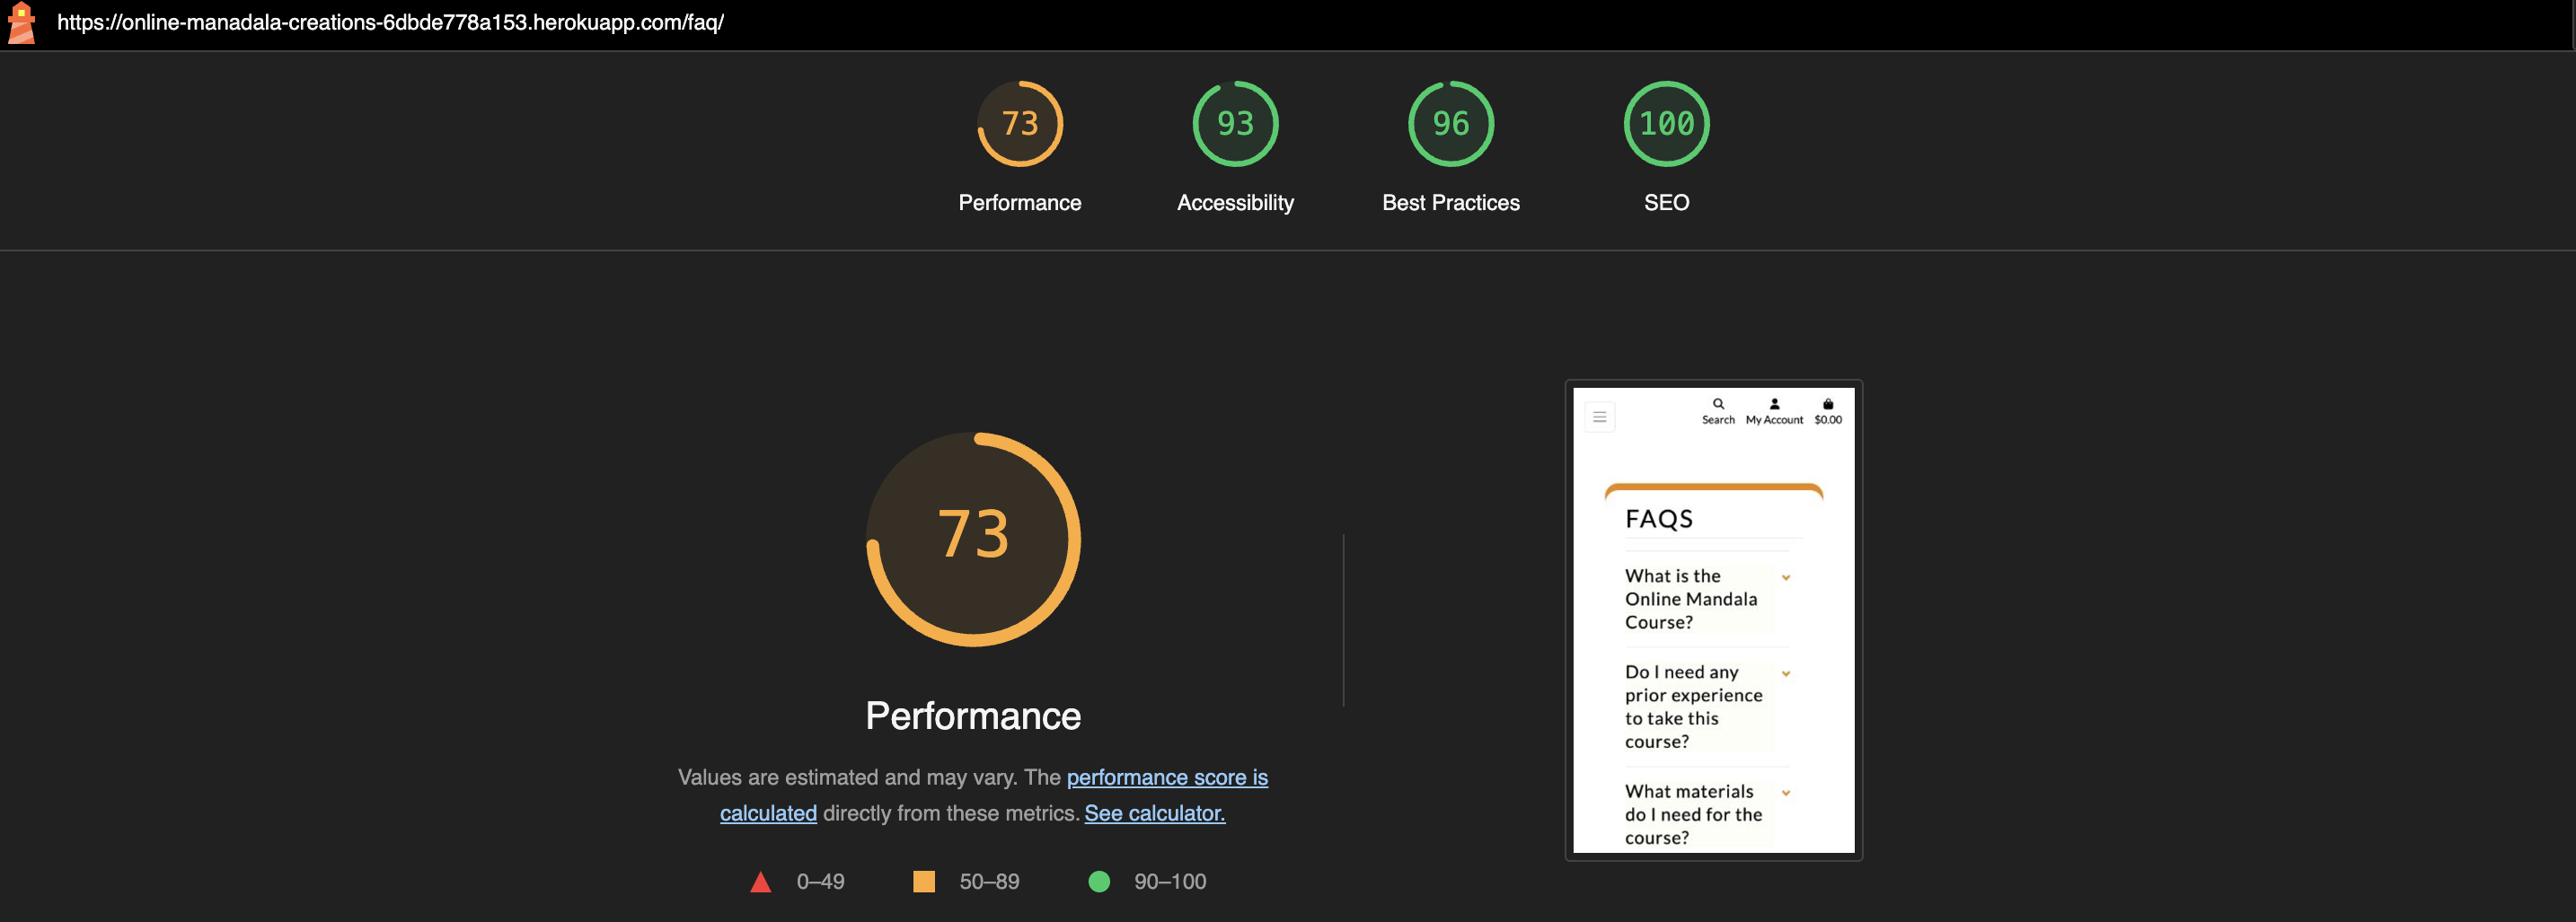 https://online-manadala-creations-6dbde778a153.herokuapp.com/faq/
73
93
96
100
Performance
Accessibility
Best Practices
SEO
73
Performance
Values are estimated and may vary. The performance score is
calculated directly from these metrics. See calculator.
0–49
50–89
90–100
Search
My Account
$0.00
FAQS
What is the
Online Mandala
Course?
Do I need any
prior experience
to take this
course?
What materials
do I need for the
course?